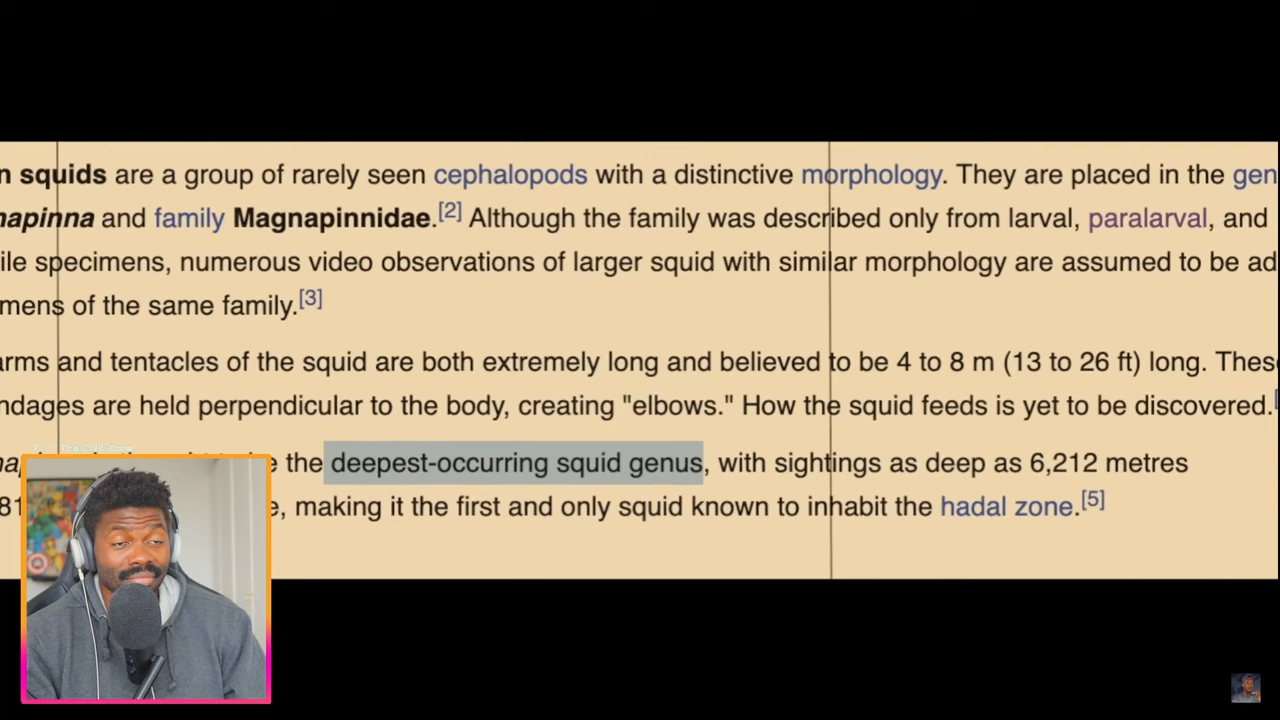 n squids are a group of rarely seen cephalopods with a distinctive morphology. They are placed in the gen
napinna and family Magnapinnidae.[2] Although the family was described only from larval, paralarval, and
ile specimens, numerous video observations of larger squid with similar morphology are assumed to be ad
mens of the same family.[3]
arms and tentacles of the squid are both extremely long and believed to be 4 to 8 m (13 to 26 ft) long. These
ndages are held perpendicular to the body, creating "elbows." How the squid feeds is yet to be discovered.[
the deepest-occurring squid genus, with sightings as deep as 6,212 metres
81 e, making it the first and only squid known to inhabit the hadal zone.[5]
The Chill Zone